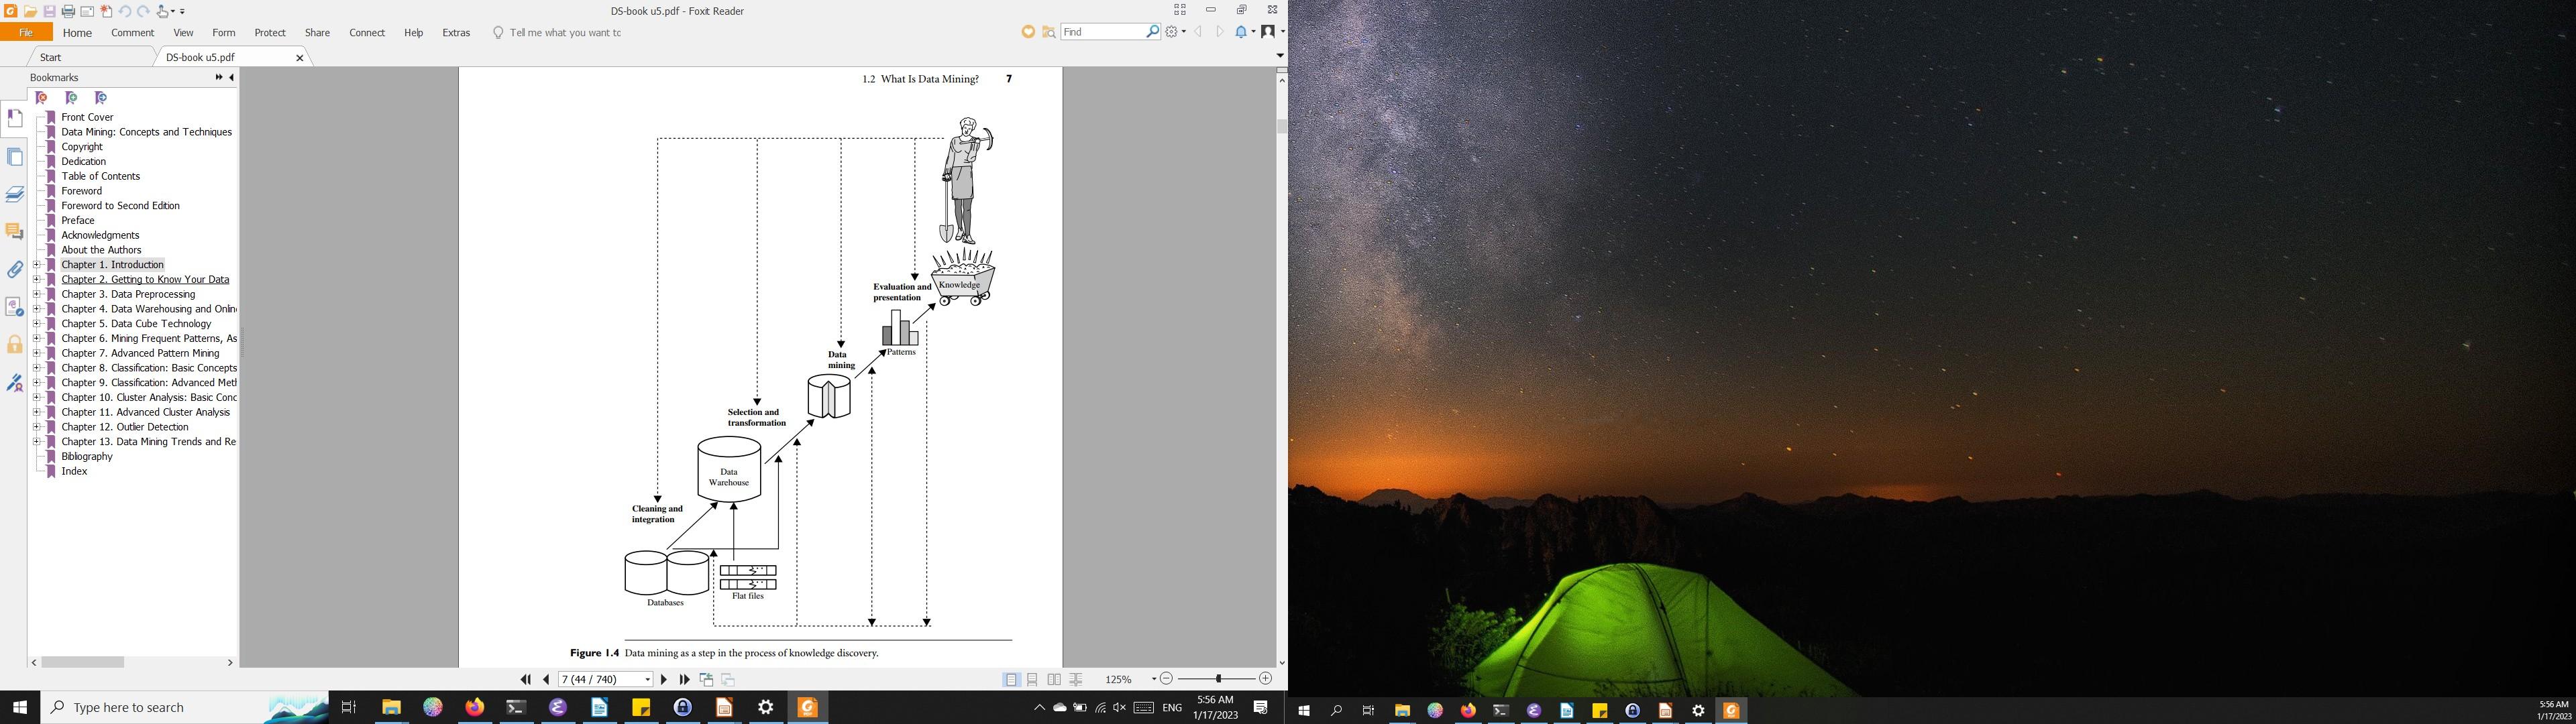 DS-book u5.pdf - Foxit Reader
File Home Comment View Form Protect Share Connect Help Extras Tell me what you want tc Find
Start DS-book u5.pdf
Bookmarks
Front Cover
Data Mining: Concepts and Techniques
Copyright
Dedication
Table of Contents
Foreword
Foreword to Second Edition
Preface
Acknowledgments
About the Authors
Chapter 1. Introduction
Chapter 2. Getting to Know Your Data
Chapter 3. Data Preprocessing
Chapter 4. Data Warehousing and Onlin
Chapter 5. Data Cube Technology
Chapter 6. Mining Frequent Patterns, As
Chapter 7. Advanced Pattern Mining
Chapter 8. Classification: Basic Concepts
Chapter 9. Classification: Advanced Metl
Chapter 10. Cluster Analysis: Basic Conc
Chapter 11. Advanced Cluster Analysis
Chapter 12. Outlier Detection
Chapter 13. Data Mining Trends and Re
Bibliography
Index
1.2 What Is Data Mining? 7
Evaluation and
presentation
Knowledge
Patterns
Data
mining
Selection and
transformation
Data
Warehouse
Cleaning and
integration
Databases
Flat files
Figure 1.4 Data mining as a step in the process of knowledge discovery.
7 (44 / 740)
125%
Type here to search
ENG
5:56 AM
1/17/2023
5:56 AM
1/17/2023